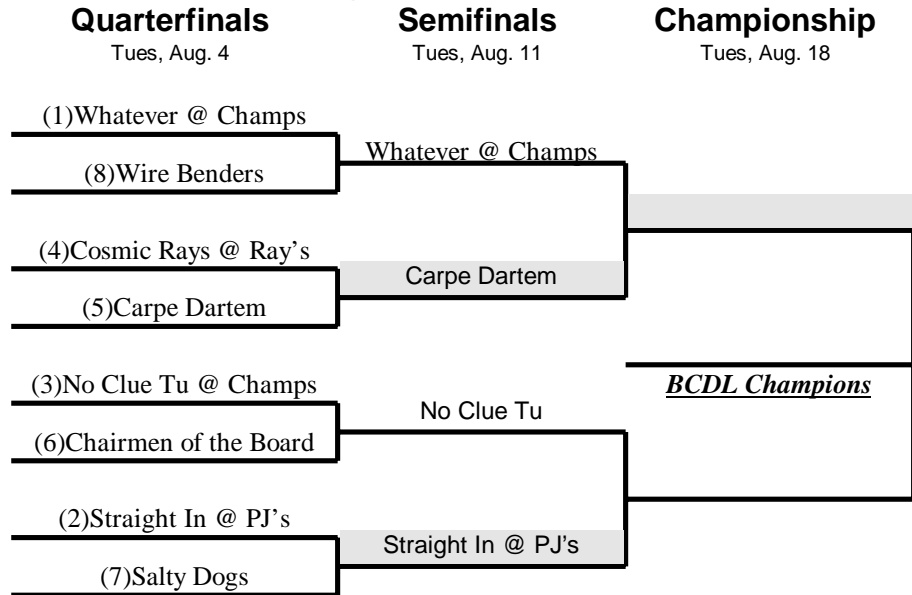 Quarterfinals
Tues, Aug. 4
Semifinals
Tues, Aug. 11
Championship
Tues, Aug. 18
(1)Whatever @ Champs
(8)Wire Benders
(4)Cosmic Rays @ Ray’s
(5)Carpe Dartem
(3)No Clue Tu @ Champs
(6)Chairmen of the Board
(2)Straight In @ PJ’s
(7)Salty Dogs
Whatever @ Champs
Carpe Dartem
No Clue Tu
Straight In @ PJ’s
BCDL Champions